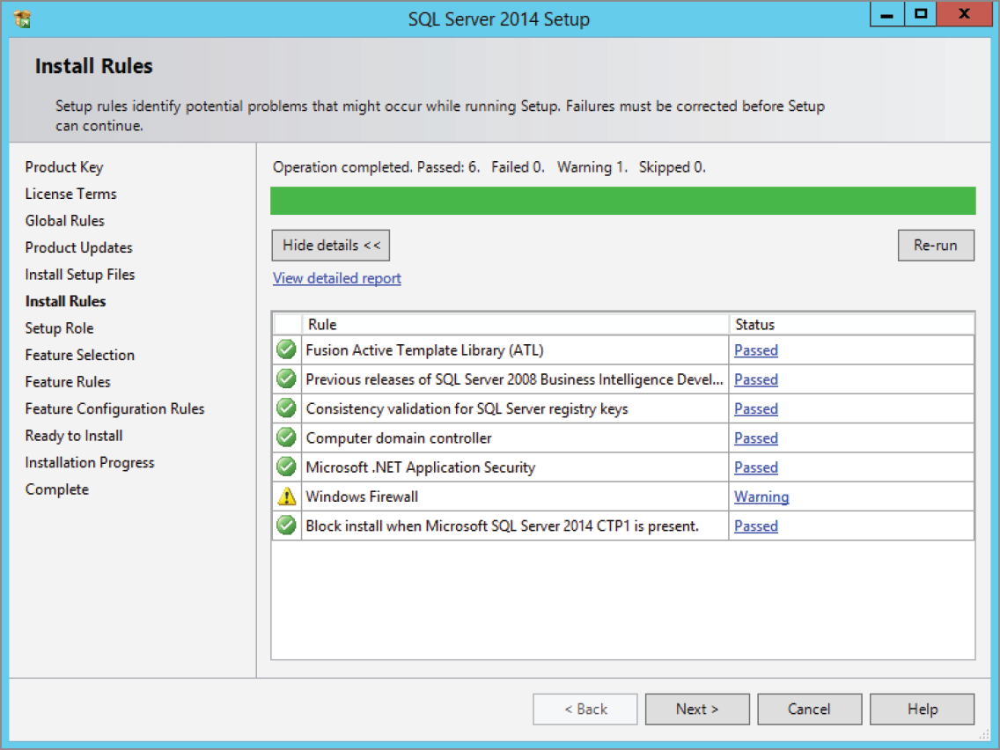 SQL Server 2014 Setup
Install Rules
Setup rules identify potential problems that might occur while running Setup. Failures must be corrected before Setup
can continue.
Product Key
License Terms
Global Rules
Product Updates
Install Setup Files
Install Rules
Setup Role
Feature Selection
Feature Rules
Feature Configuration Rules
Ready to Install
Installation Progress
Complete
Operation completed. Passed: 6. Failed 0. Warning 1. Skipped 0.
Hide details << Re-run
View detailed report
Rule Status
Fusion Active Template Library (ATL) Passed
Previous releases of SQL Server 2008 Business Intelligence Devel... Passed
Consistency validation for SQL Server registry keys Passed
Computer domain controller Passed
Microsoft .NET Application Security Passed
Windows Firewall Warning
Block install when Microsoft SQL Server 2014 CTP1 is present. Passed
< Back Next > Cancel Help